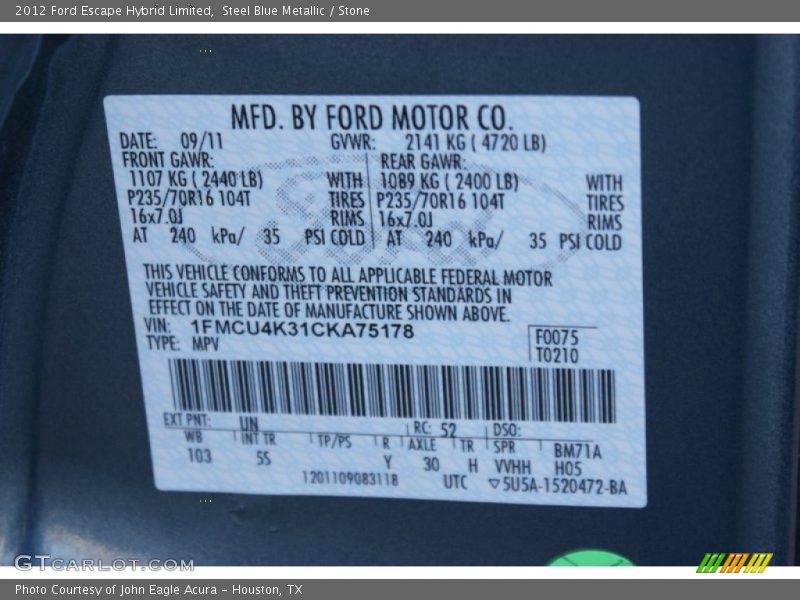 2012 Ford Escape Hybrid Limited,  Steel Blue Metallic / Stone
MFD. BY FORD MOTOR CO.
DATE: 09/11 GVWR: 2141 KG ( 4720 LB)
FRONT GAWR: REAR GAWR:
1107 KG ( 2440 LB) WITH 1089 KG ( 2400 LB) WITH
P235/70R16 104T TIRES P235/70R16 104T TIRES
16x7.0J RIMS 16x7.0J RIMS
AT 240 kPa/ 35 PSI COLD AT 240 kPa/ 35 PSI COLD
THIS VEHICLE CONFORMS TO ALL APPLICABLE FEDERAL MOTOR
VEHICLE SAFETY AND THEFT PREVENTION STANDARDS IN
EFFECT ON THE DATE OF MANUFACTURE SHOWN ABOVE.
VIN: 1FMCU4K31CKA75178
TYPE: MPV
F0075
T0210
EXT PNT: UN RC: 52 DSO:
WB INT TR TP/PS R AXLE TR SPR BM71A
103 5S Y 30 H VVHH H05
1201109083118 UTC ▽5U5A-1520472-BA
GTCARLOT.COM
Photo Courtesy of John Eagle Acura - Houston, TX